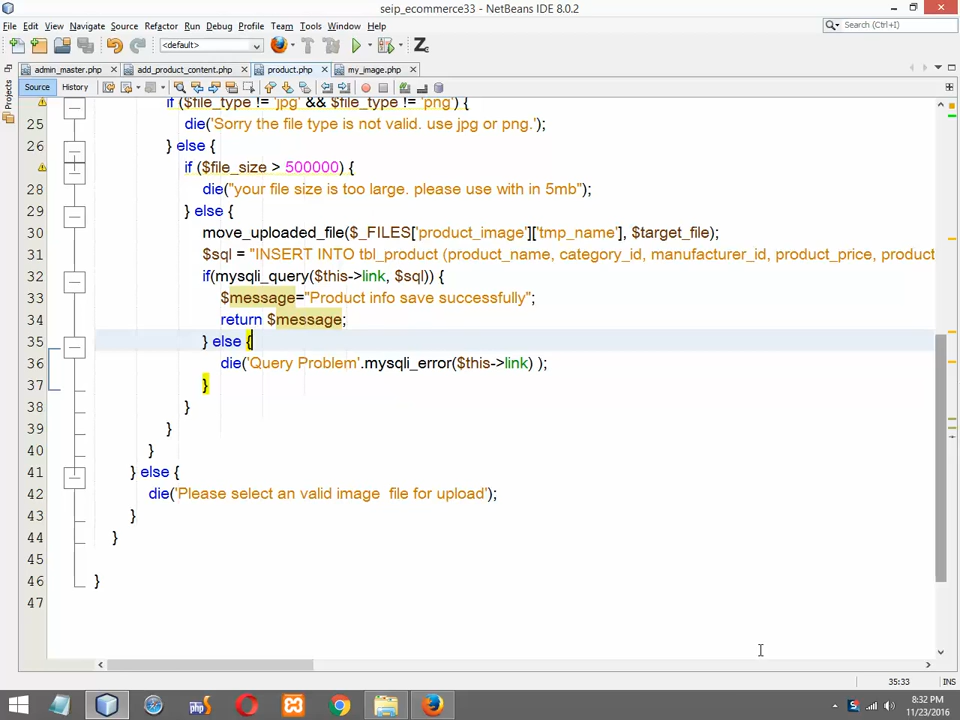 seip_ecommerce33 - NetBeans IDE 8.0.2
File Edit View Navigate Source Refactor Run Debug Profile Team Tools Window Help
Search (Ctrl+I)
<default>
admin_master.php
add_product_content.php
product.php
my_image.php
Source History
Projects
if ($file_type != 'jpg' && $file_type != 'png') {
25 die('Sorry the file type is not valid. use jpg or png.');
26 } else {
if ($file_size > 500000) {
28 die("your file size is too large. please use with in 5mb");
29 } else {
30 move_uploaded_file($_FILES['product_image']['tmp_name'], $target_file);
31 $sql = "INSERT INTO tbl_product (product_name, category_id, manufacturer_id, product_price, product
32 if(mysqli_query($this->link, $sql)) {
33 $message="Product info save successfully";
34 return $message;
35 } else {
36 die('Query Problem'.mysqli_error($this->link) );
37 }
38 }
39 }
40 }
41 } else {
42 die('Please select an valid image  file for upload');
43 }
44 }
45
46 }
47
35:33 INS
8:32 PM
11/23/2016